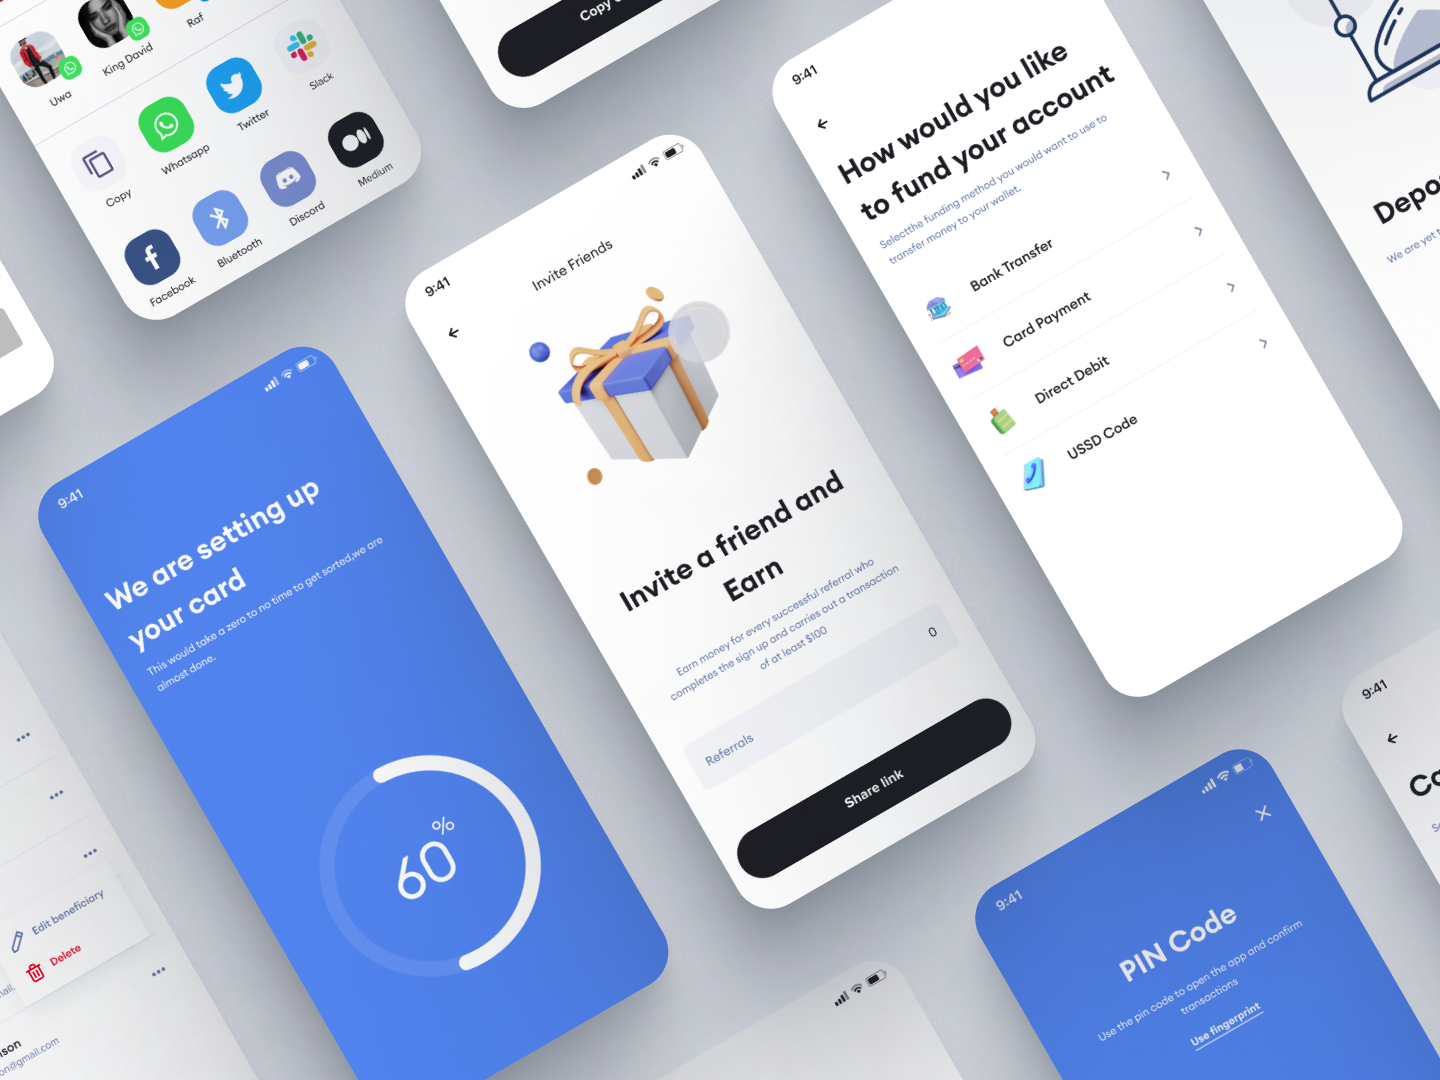 Uwa
King David
Raf
Copy
Whatsapp
Twitter
Slack
Facebook
Bluetooth
Discord
Medium
Copy
9:41
How would you like
to fund your account
Selectthe funding method you would want to use to
transfer money to your wallet.
Bank Transfer
Card Payment
Direct Debit
USSD Code
We are yet t
9:41
Invite Friends
Invite a friend and
Earn
Earn money for every successful referral who
completes the sign up and carries out a transaction
of at least $100
Referrals
0
Share link
9:41
We are setting up
your card
This would take a zero to no time to get sorted,we are
almost done.
60
%
Edit beneficiary
Delete
mail.
son
on@gmail.com
9:41
PIN Code
Use the pin code to open the app and confirm
transactions
Use fingerprint
9:41